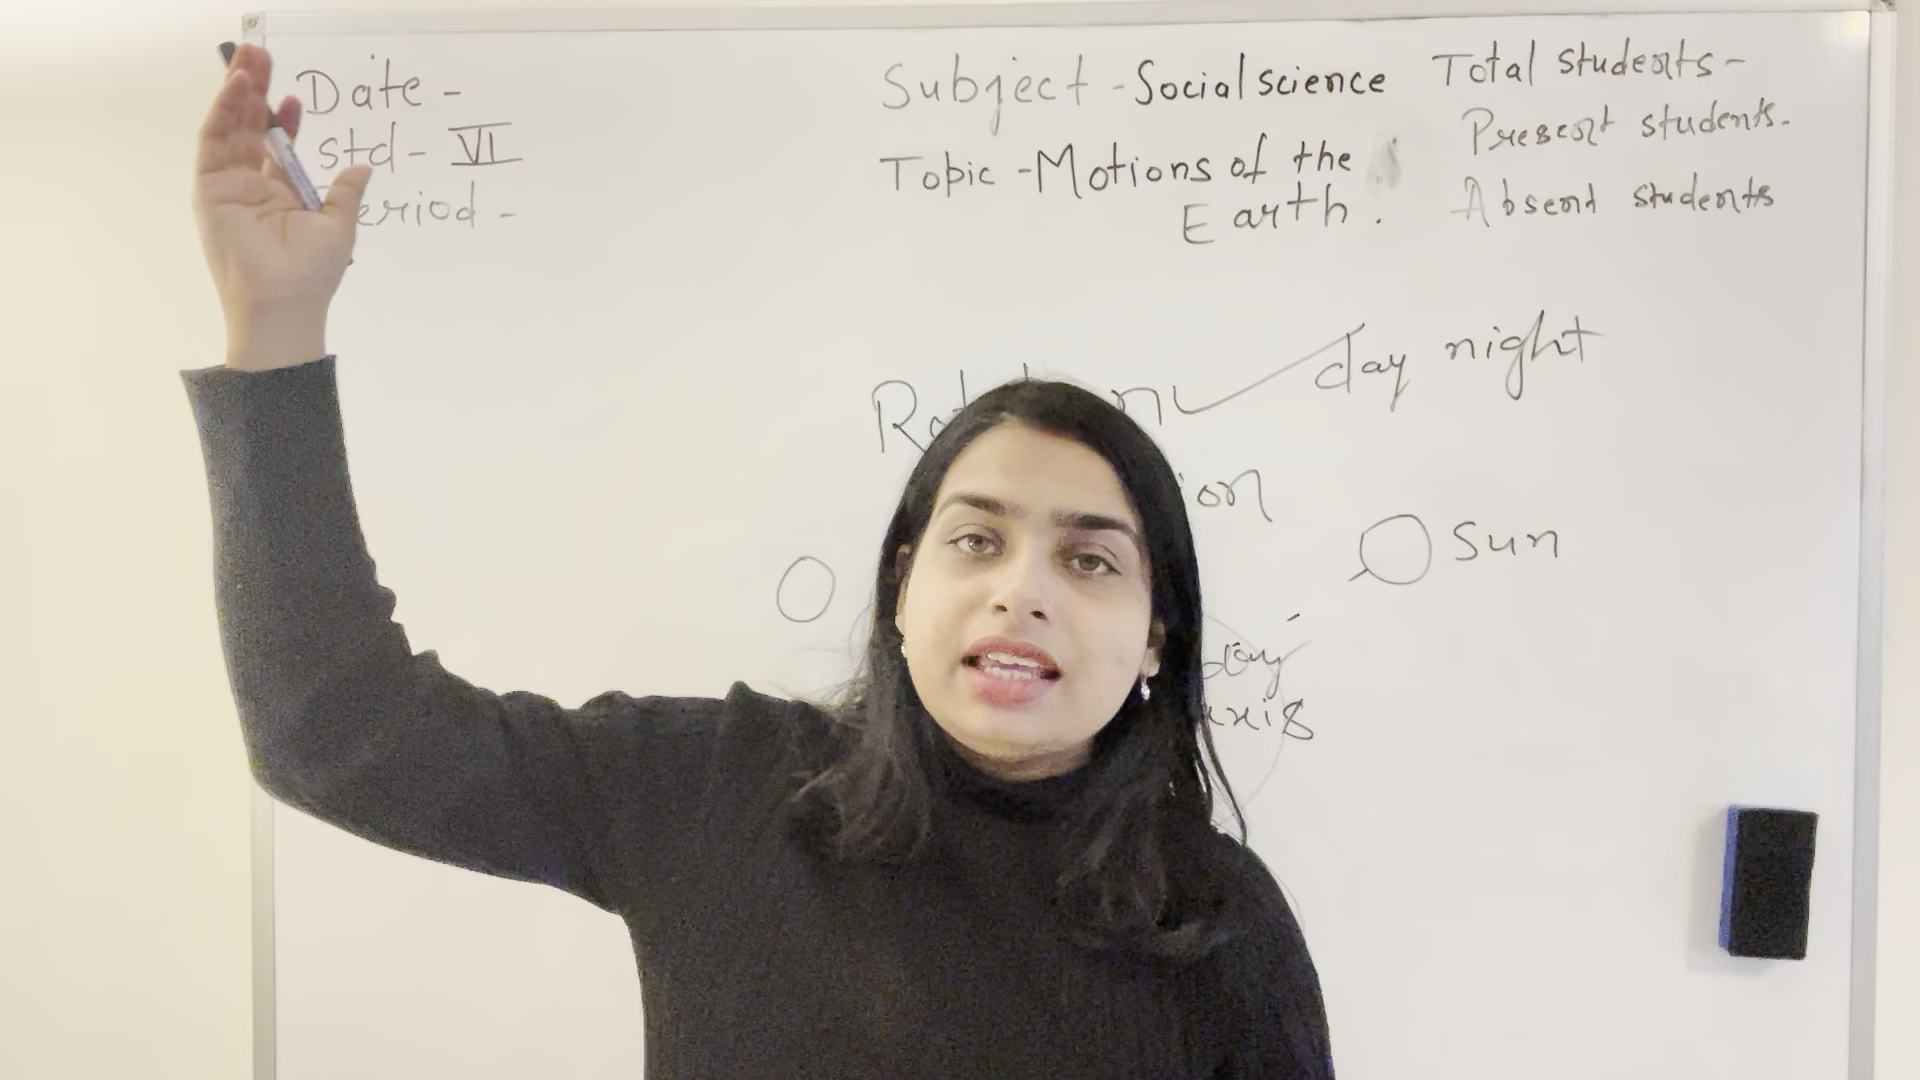 Date -
Std - VI
eriod -
Subject - Social science
Topic - Motions of the
Earth.
Total students -
Present students.
Absent students
day night
Sun
day